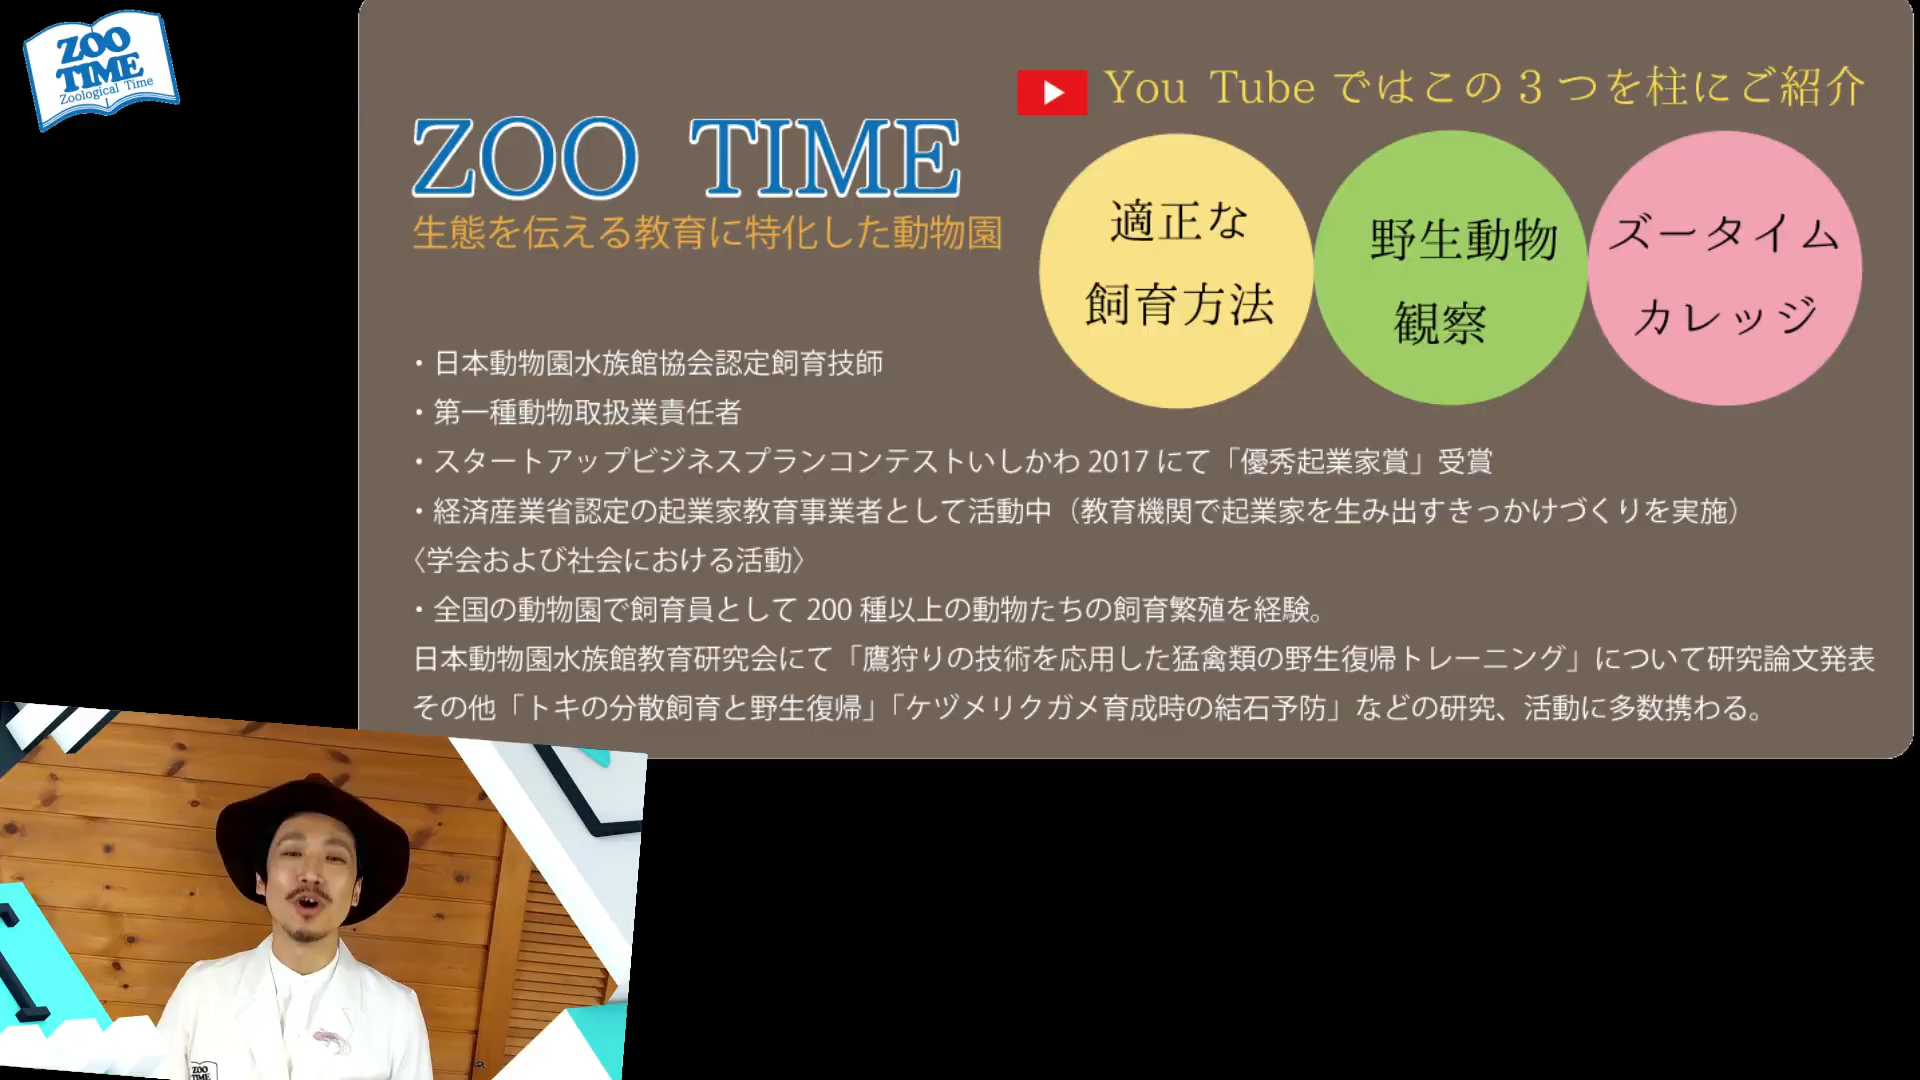 ZOO
TIME
Zoological Time
You Tube ではこの3つを柱にご紹介
ZOO TIME
生態を伝える教育に特化した動物園
適正な
飼育方法
野生動物
観察
ズータイム
カレッジ
・日本動物園水族館協会認定飼育技師
・第一種動物取扱業責任者
・スタートアップビジネスプランコンテストいしかわ 2017 にて「優秀起業家賞」受賞
・経済産業省認定の起業家教育事業者として活動中（教育機関で起業家を生み出すきっかけづくりを実施）
〈学会および社会における活動〉
・全国の動物園で飼育員として 200 種以上の動物たちの飼育繁殖を経験。
日本動物園水族館教育研究会にて「鷹狩りの技術を応用した猛禽類の野生復帰トレーニング」について研究論文発表
その他「トキの分散飼育と野生復帰」「ケヅメリクガメ育成時の結石予防」などの研究、活動に多数携わる。
ZOO
TIME